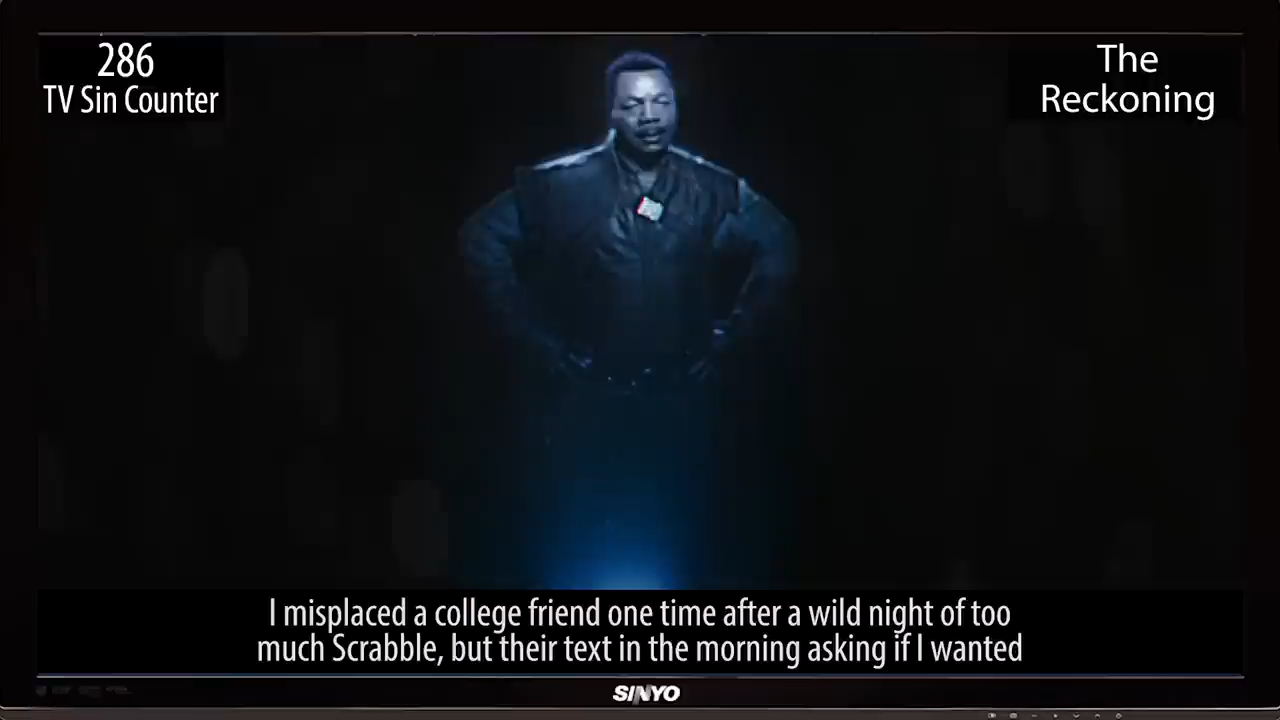 286
TV Sin Counter
The
Reckoning
I misplaced a college friend one time after a wild night of too
much Scrabble, but their text in the morning asking if I wanted
SINYO